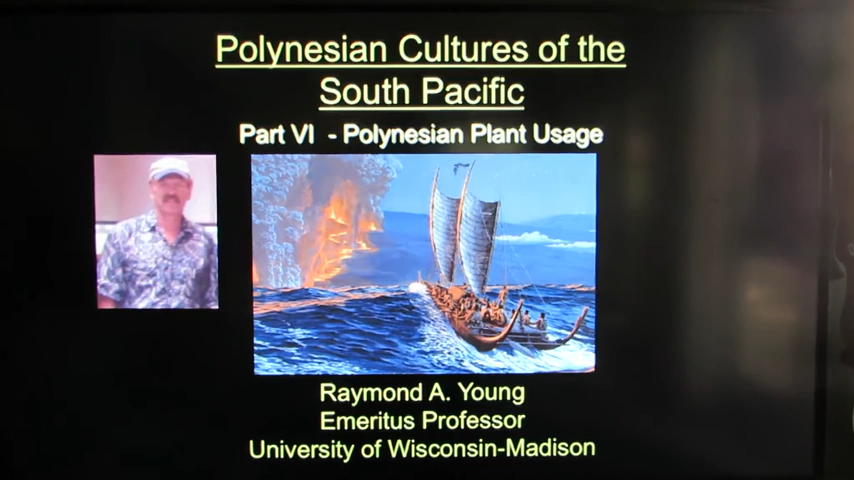 Polynesian Cultures of the
South Pacific
Part VI - Polynesian Plant Usage
Raymond A. Young
Emeritus Professor
University of Wisconsin-Madison